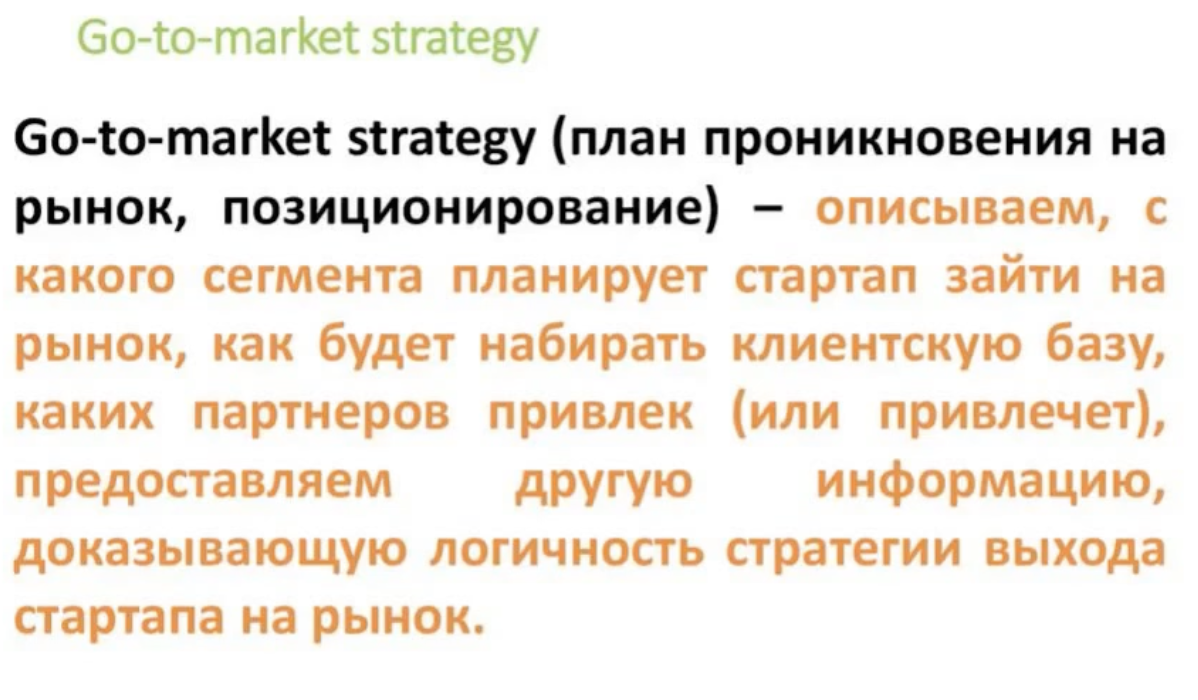 Go-to-market strategy
Go-to-market strategy (план проникновения на
рынок, позиционирование) – описываем, с
какого сегмента планирует стартап зайти на
рынок, как будет набирать клиентскую базу,
каких партнеров привлек (или привлечет),
предоставляем другую информацию,
доказывающую логичность стратегии выхода
стартапа на рынок.